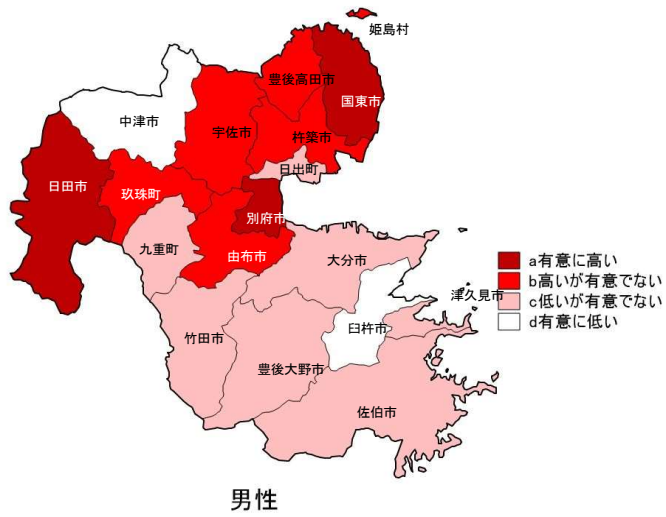 姫島村
豊後高田市
国東市
中津市
宇佐市
杵築市
日出町
日田市
玖珠町
別府市
九重町
由布市
大分市
a有意に高い
b高いが有意でない
津久見市
c低いが有意でない
d有意に低い
臼杵市
竹田市
豊後大野市
佐伯市
男性